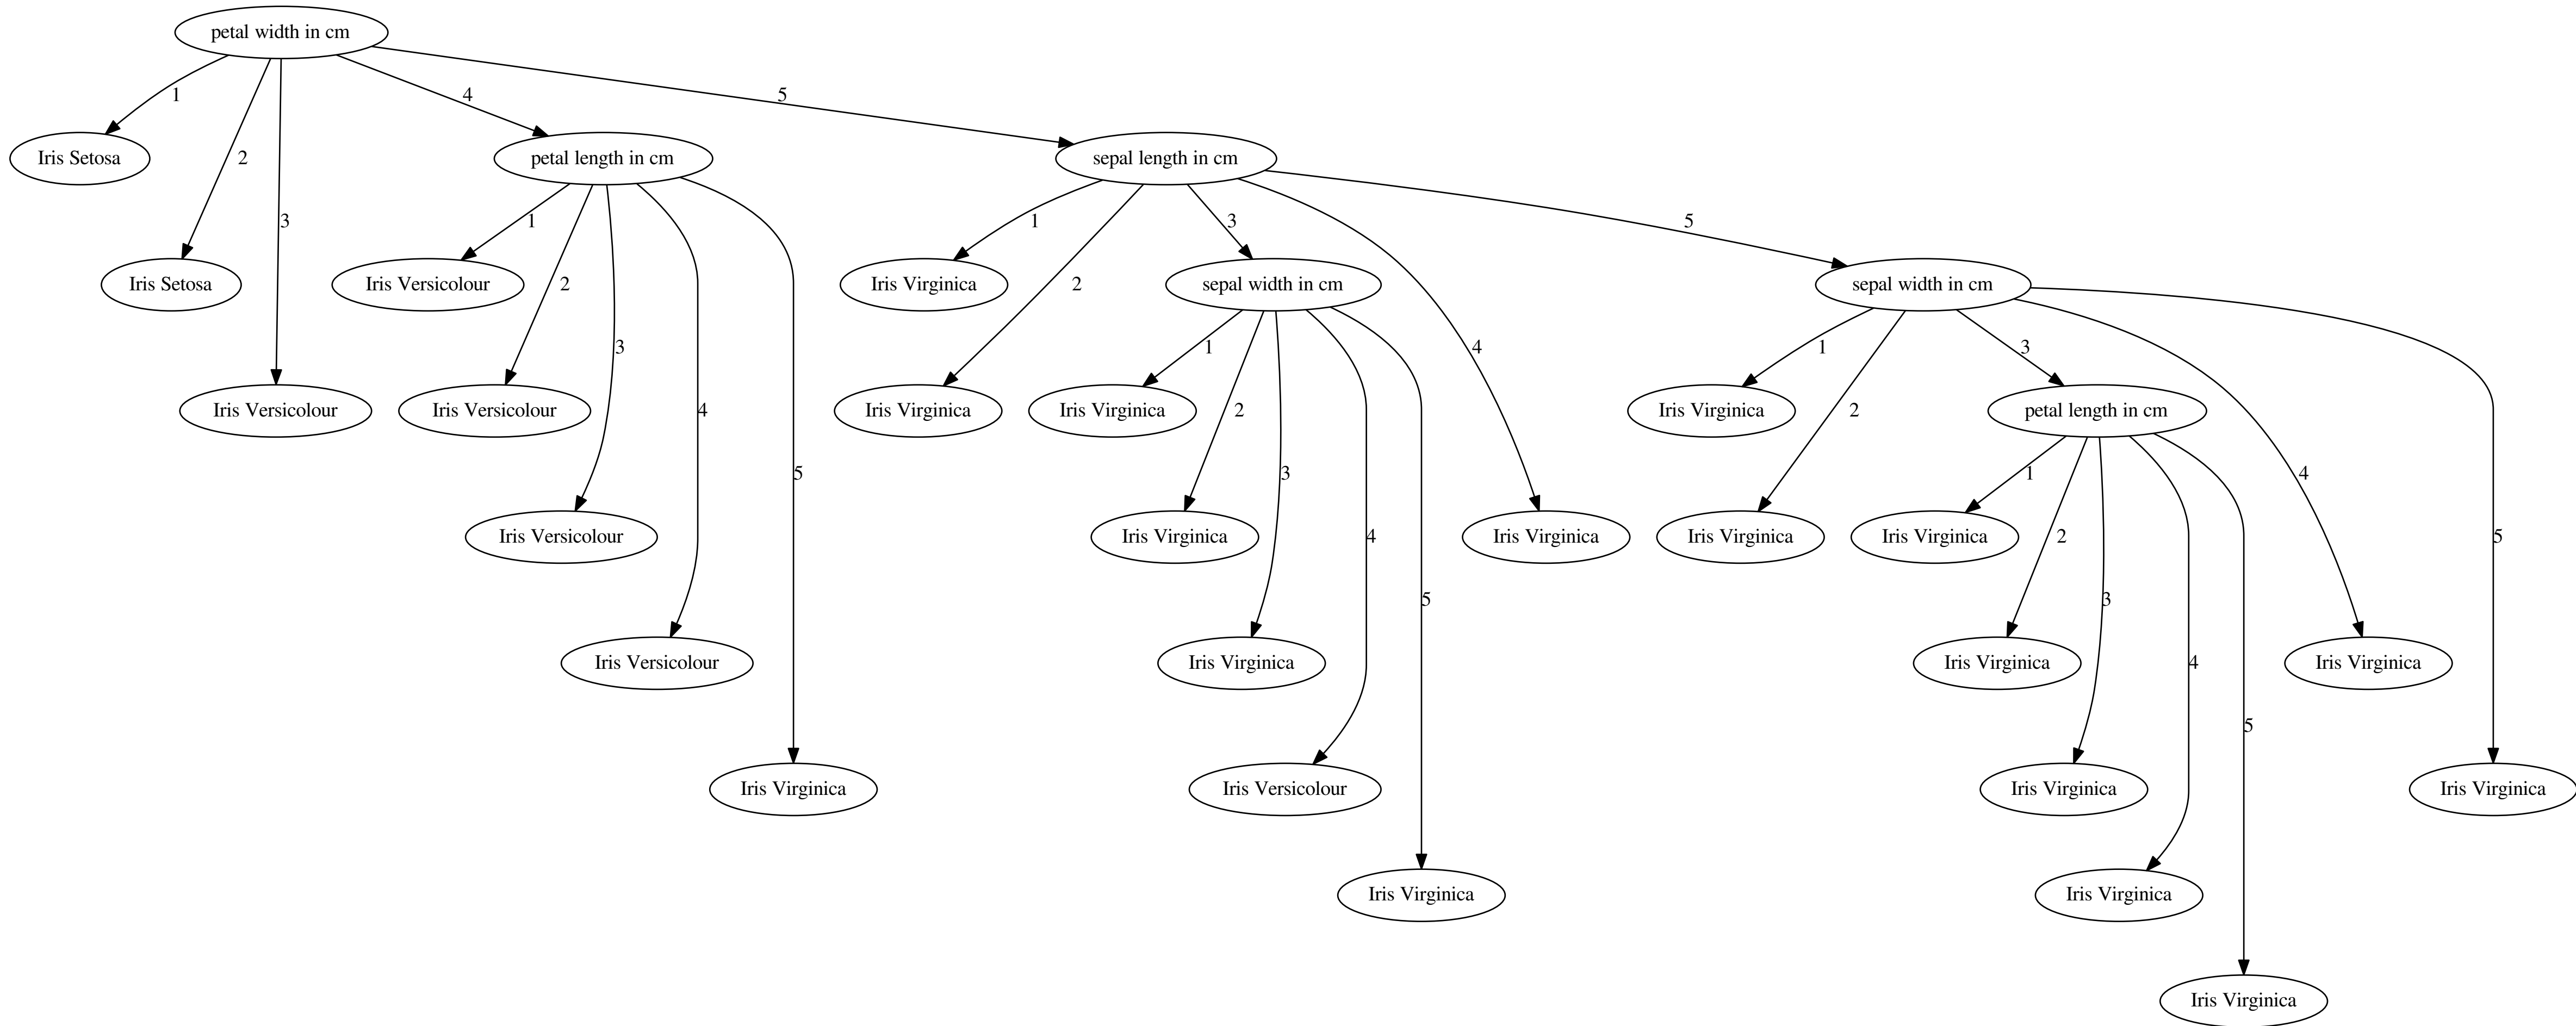 petal width in cm
1
4
5
Iris Setosa
2
petal length in cm
sepal length in cm
3
1
1
3
5
Iris Setosa
Iris Versicolour
2
Iris Virginica
2
sepal width in cm
sepal width in cm
3
1
4
1
3
Iris Versicolour
Iris Versicolour
4
Iris Virginica
Iris Virginica
2
Iris Virginica
2
petal length in cm
5
3
1
4
Iris Versicolour
Iris Virginica
4
Iris Virginica
Iris Virginica
Iris Virginica
2
5
5
3
Iris Versicolour
Iris Virginica
Iris Virginica
4
Iris Virginica
5
Iris Virginica
Iris Versicolour
Iris Virginica
Iris Virginica
Iris Virginica
Iris Virginica
Iris Virginica